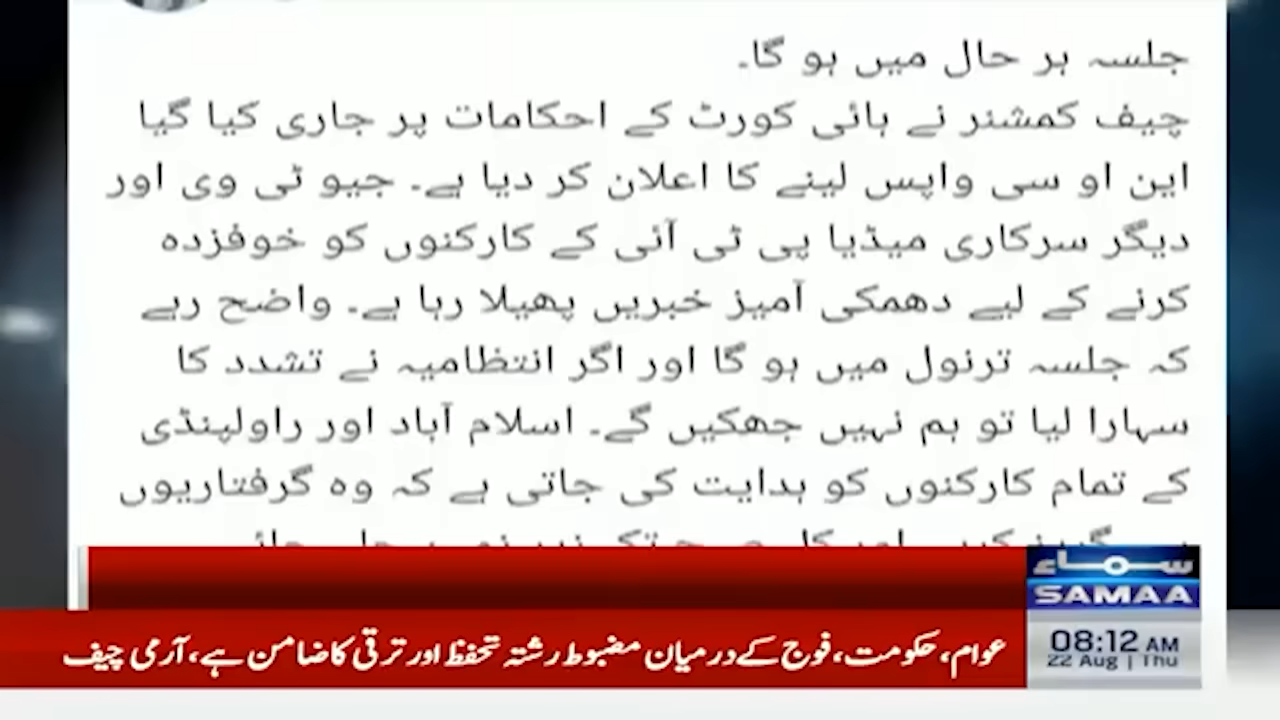 جلسہ ہر حال میں ہو گا۔
چیف کمشنر نے ہائی کورٹ کے احکامات پر جاری کیا گیا
این او سی واپس لینے کا اعلان کر دیا ہے۔ جیو ٹی وی اور
دیگر سرکاری میڈیا پی ٹی آئی کے کارکنوں کو خوفزدہ
کرنے کے لیے دھمکی آمیز خبریں پھیلا رہا ہے۔ واضح رہے
کہ جلسہ ترنول میں ہو گا اور اگر انتظامیہ نے تشدد کا
سہارا لیا تو ہم نہیں جھکیں گے۔ اسلام آباد اور راولپنڈی
کے تمام کارکنوں کو ہدایت کی جاتی ہے کہ وہ گرفتاریوں
سماء
SAMAA
عوام، حکومت، فوج کے درمیان مضبوط رشتہ تحفظ اور ترقی کا ضامن ہے، آرمی چیف
08:12 AM
22 Aug | Thu